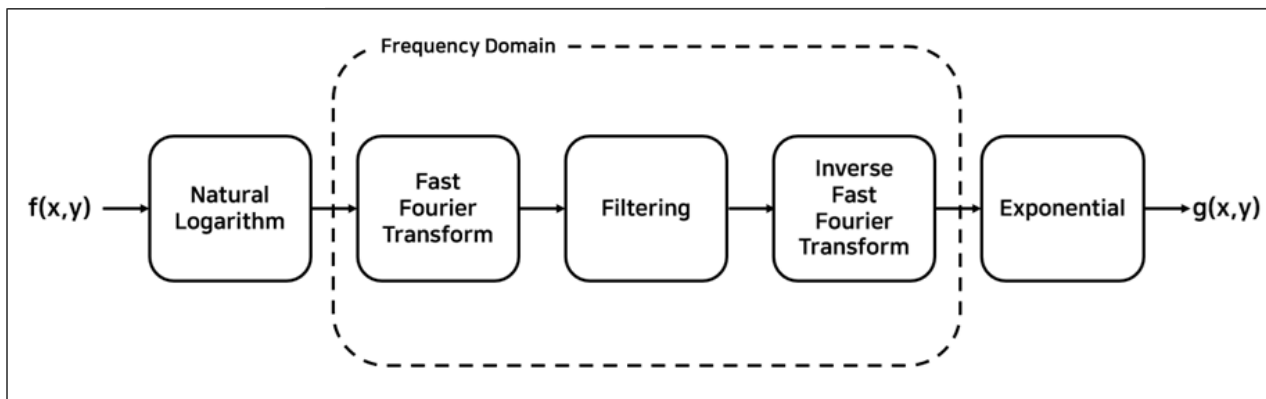 Frequency Domain
f(x,y)
Natural
Logarithm
Fast
Fourier
Transform
Filtering
Inverse
Fast
Fourier
Transform
Exponential
g(x,y)